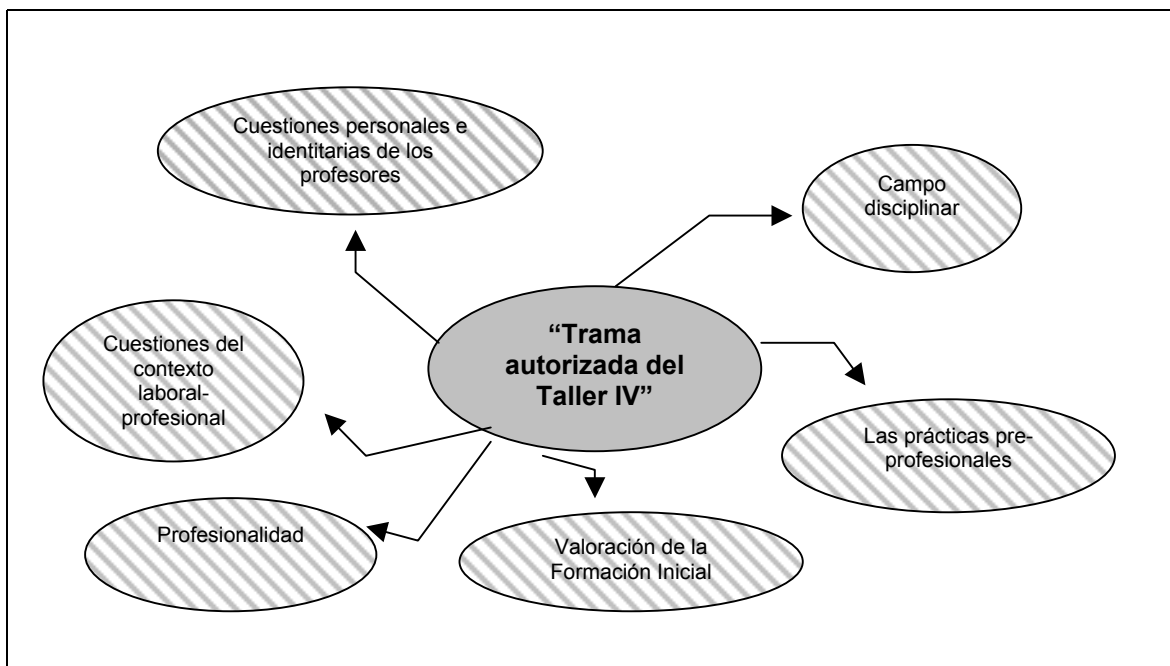 Cuestiones personales e
identitarias de los
profesores
Campo
disciplinar
“Trama
autorizada del
Taller IV”
Cuestiones del
contexto
laboral-
profesional
Las prácticas pre-
profesionales
Profesionalidad
Valoración de la
Formación Inicial